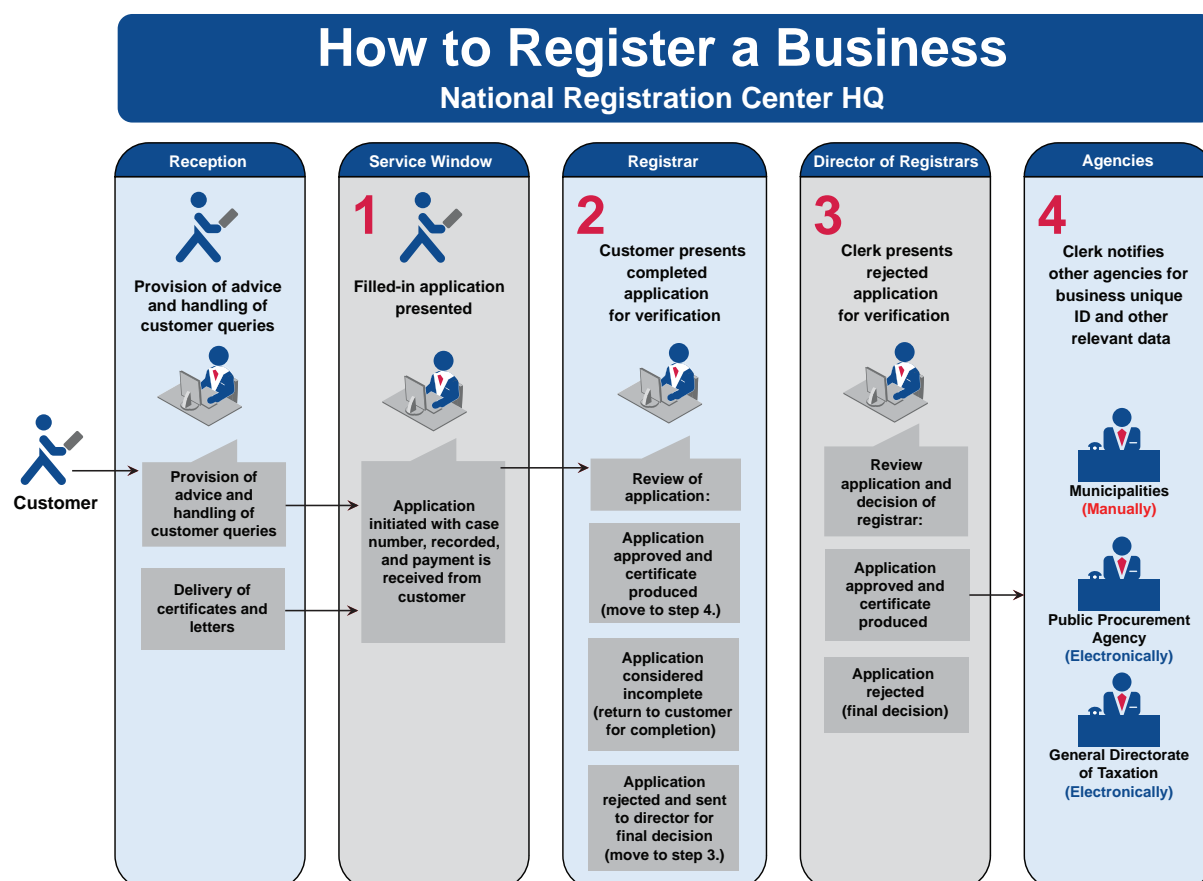 How to Register a Business
National Registration Center HQ
Customer
Reception
Provision of advice
and handling of
customer queries
Provision of
advice and
handling of
customer queries
Delivery of
certificates and
letters
Service Window
1
Filled-in application
presented
Application
initiated with case
number, recorded,
and payment is
received from
customer
Registrar
2
Customer presents
completed
application
for verification
Review of
application:
Application
approved and
certificate
produced
(move to step 4.)
Application
considered
incomplete
(return to customer
for completion)
Application
rejected and sent
to director for
final decision
(move to step 3.)
Director of Registrars
3
Clerk presents
rejected
application
for verification
Review
application and
decision of
registrar:
Application
approved and
certificate
produced
Application
rejected
(final decision)
Agencies
4
Clerk notifies
other agencies for
business unique
ID and other
relevant data
Municipalities
(Manually)
Public Procurement
Agency
(Electronically)
General Directorate
of Taxation
(Electronically)